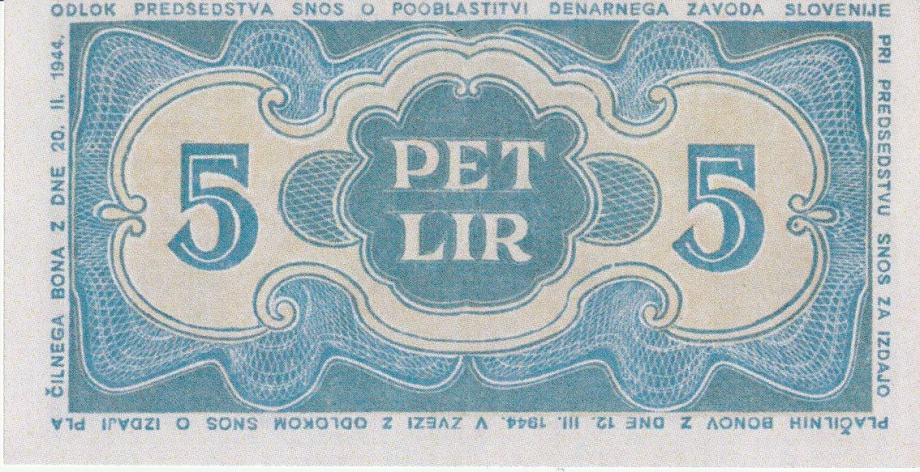 ODLOK PREDSEDSTVA SNOS O POOBLASTITVI DENARNEGA ZAVODA SLOVENIJE
PRI PREDSEDSTVU SNOS ZA IZDAJO
PLAČILNIH BONOV Z DNE 12. III. 1944. V ZVEZI Z ODLOKOM SNOS O IZDAJI PLA
ČILNEGA BONA Z DNE 20. II. 1944.
5
PET
LIR
5